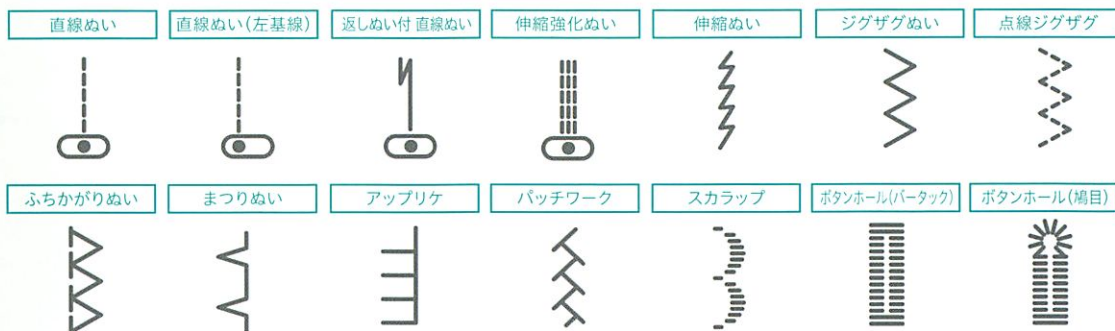 直線ぬい
直線ぬい(左基線)
返しぬい付 直線ぬい
伸縮強化ぬい
伸縮ぬい
ジグザグぬい
点線ジグザグ
ふちかがりぬい
まつりぬい
アップリケ
パッチワーク
スカラップ
ボタンホール(バータック)
ボタンホール(鳩目)